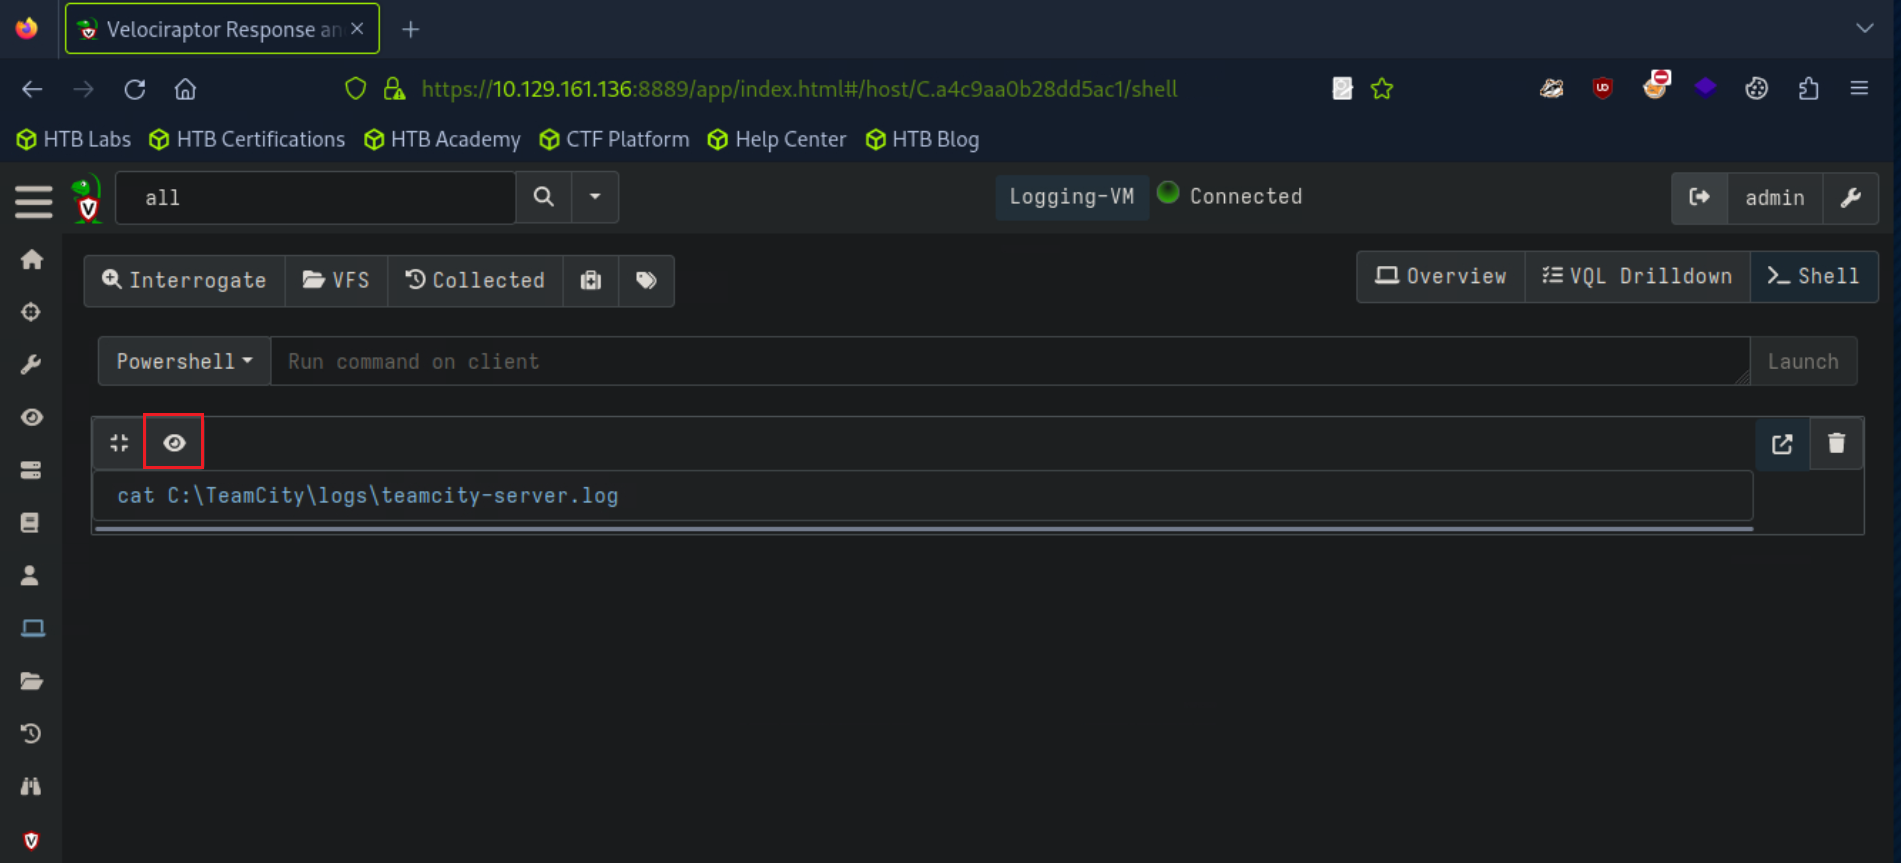 Velociraptor Response an
https://10.129.161.136:8889/app/index.html#/host/C.a4c9aa0b28dd5ac1/shell
HTB Labs HTB Certifications HTB Academy CTF Platform Help Center HTB Blog
all Logging-VM Connected admin
Interrogate VFS Collected Overview VQL Drilldown Shell
Powershell Run command on client Launch
cat C:\TeamCity\logs\teamcity-server.log